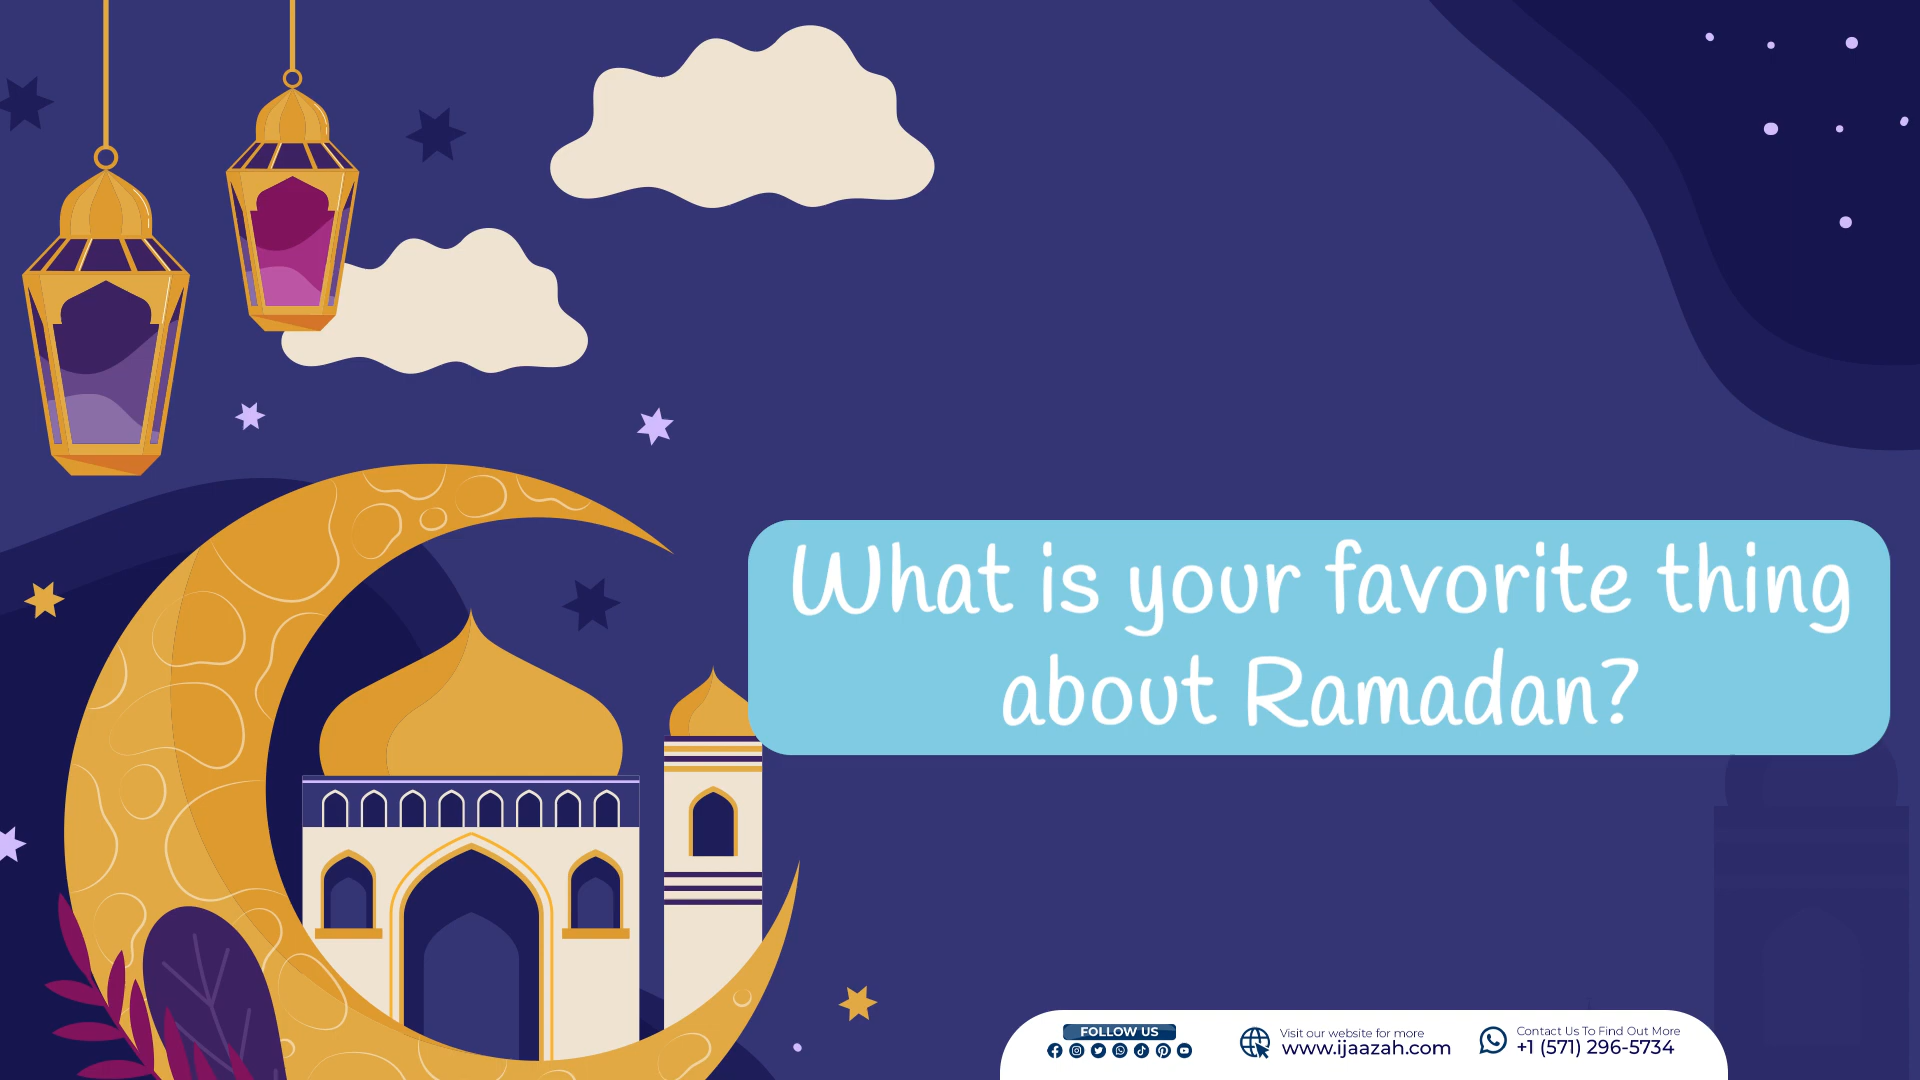 What is your favorite thing
about Ramadan?
FOLLOW US
Visit our website for more
www.ijaazah.com
Contact Us To Find Out More
+1 (571) 296-5734